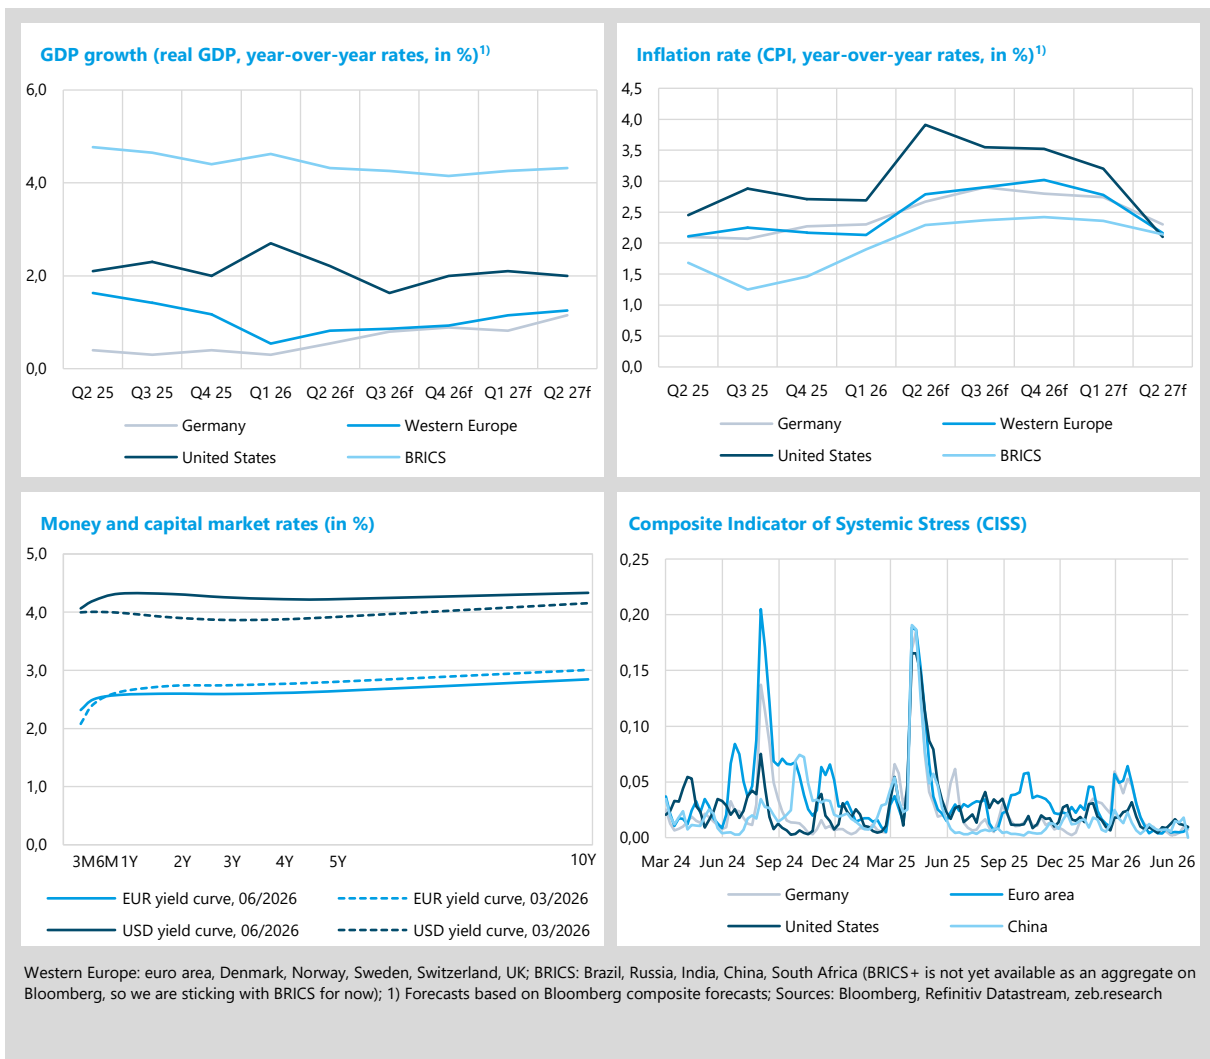 GDP growth (real GDP, year-over-year rates, in %)1)
6,0
4,0
2,0
0,0
Q2 25 Q3 25 Q4 25 Q1 26 Q2 26f Q3 26f Q4 26f Q1 27f Q2 27f
Germany Western Europe
United States BRICS
Inflation rate (CPI, year-over-year rates, in %)1)
4,5
4,0
3,5
3,0
2,5
2,0
1,5
1,0
0,5
0,0
Q2 25 Q3 25 Q4 25 Q1 26 Q2 26f Q3 26f Q4 26f Q1 27f Q2 27f
Germany Western Europe
United States BRICS
Money and capital market rates (in %)
5,0
4,0
3,0
2,0
1,0
0,0
3M 6M 1Y 2Y 3Y 4Y 5Y 10Y
EUR yield curve, 06/2026 EUR yield curve, 03/2026
USD yield curve, 06/2026 USD yield curve, 03/2026
Composite Indicator of Systemic Stress (CISS)
0,25
0,20
0,15
0,10
0,05
0,00
Mar 24 Jun 24 Sep 24 Dec 24 Mar 25 Jun 25 Sep 25 Dec 25 Mar 26 Jun 26
Germany Euro area
United States China
Western Europe: euro area, Denmark, Norway, Sweden, Switzerland, UK; BRICS: Brazil, Russia, India, China, South Africa (BRICS+ is not yet available as an aggregate on
Bloomberg, so we are sticking with BRICS for now); 1) Forecasts based on Bloomberg composite forecasts; Sources: Bloomberg, Refinitiv Datastream, zeb.research